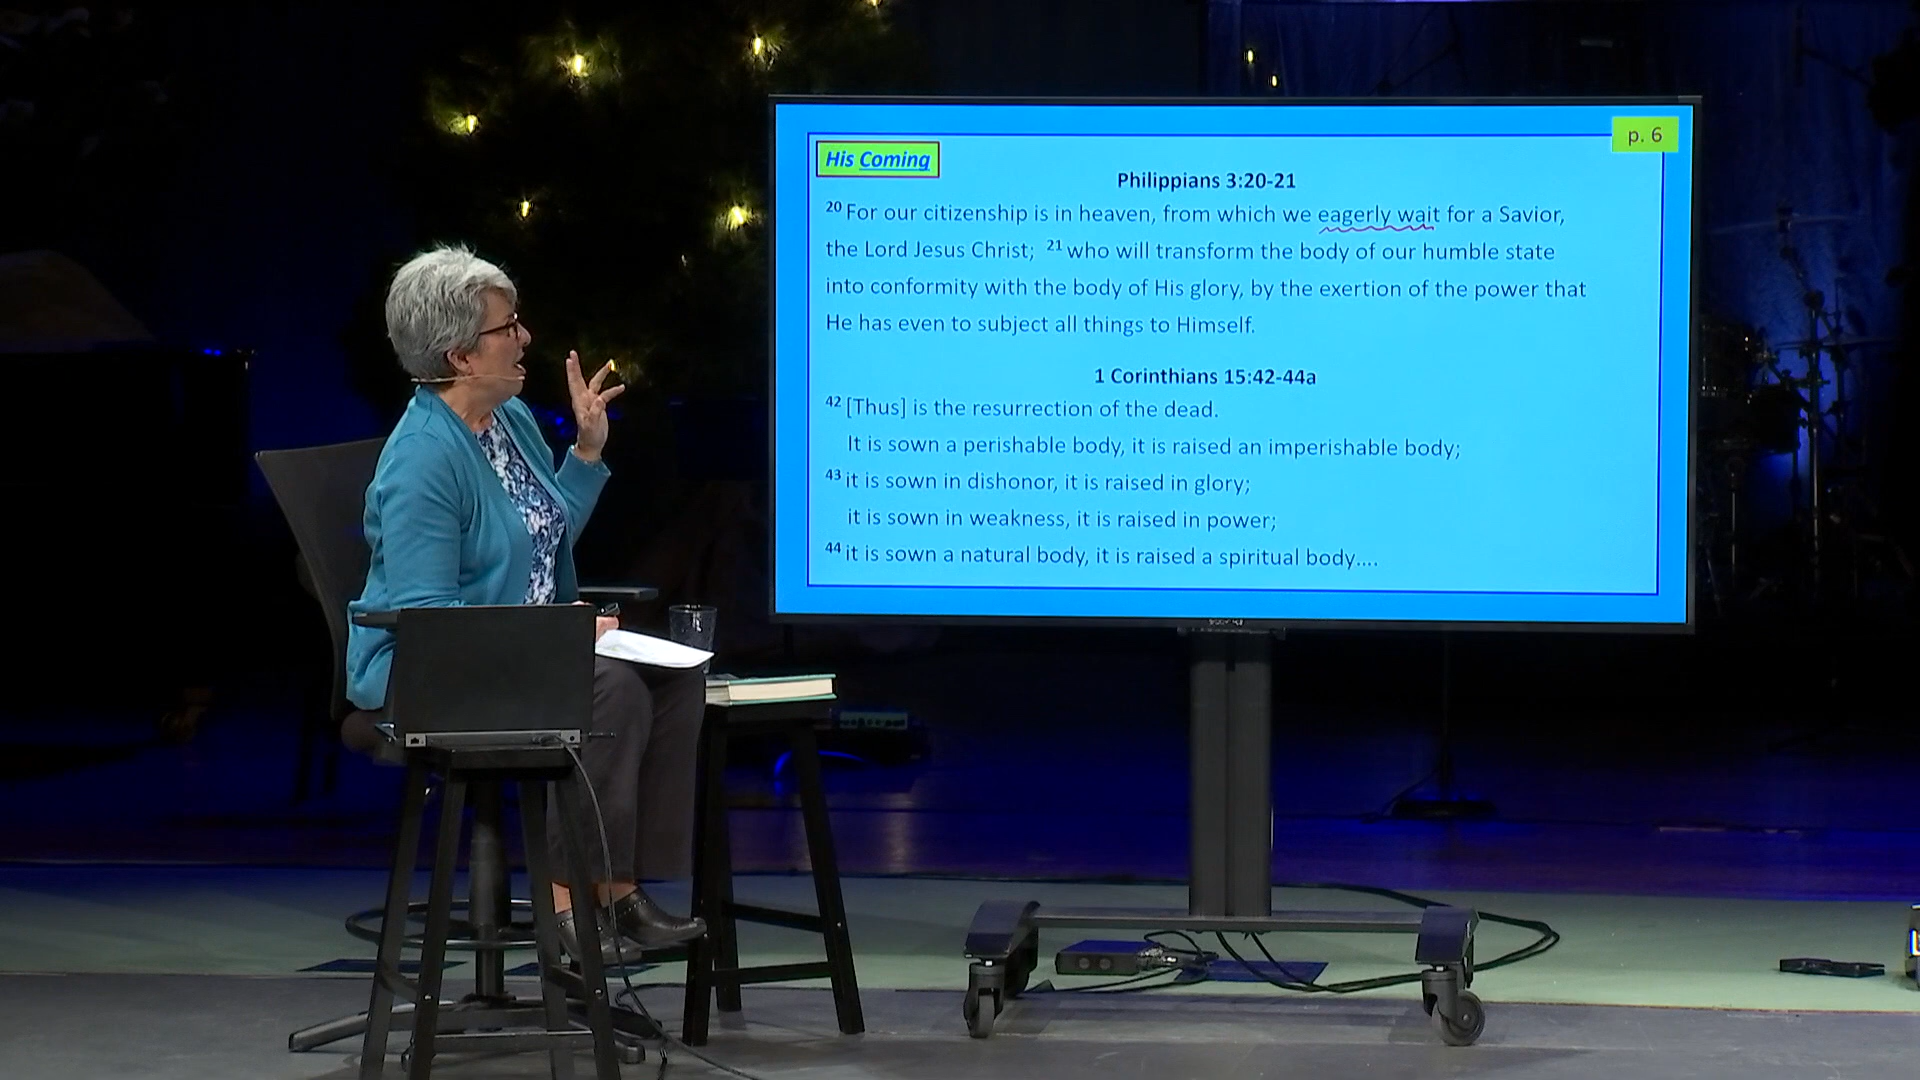 p. 6
His Coming
Philippians 3:20-21
20 For our citizenship is in heaven, from which we eagerly wait for a Savior,
the Lord Jesus Christ; 21 who will transform the body of our humble state
into conformity with the body of His glory, by the exertion of the power that
He has even to subject all things to Himself.
1 Corinthians 15:42-44a
42 [Thus] is the resurrection of the dead.
It is sown a perishable body, it is raised an imperishable body;
43 it is sown in dishonor, it is raised in glory;
it is sown in weakness, it is raised in power;
44 it is sown a natural body, it is raised a spiritual body....